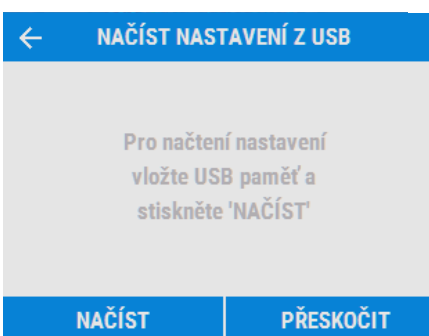 NAČÍST NASTAVENÍ Z USB
Pro načtení nastavení
vložte USB paměť a
stiskněte 'NAČÍST'
NAČÍST
PŘESKOČIT